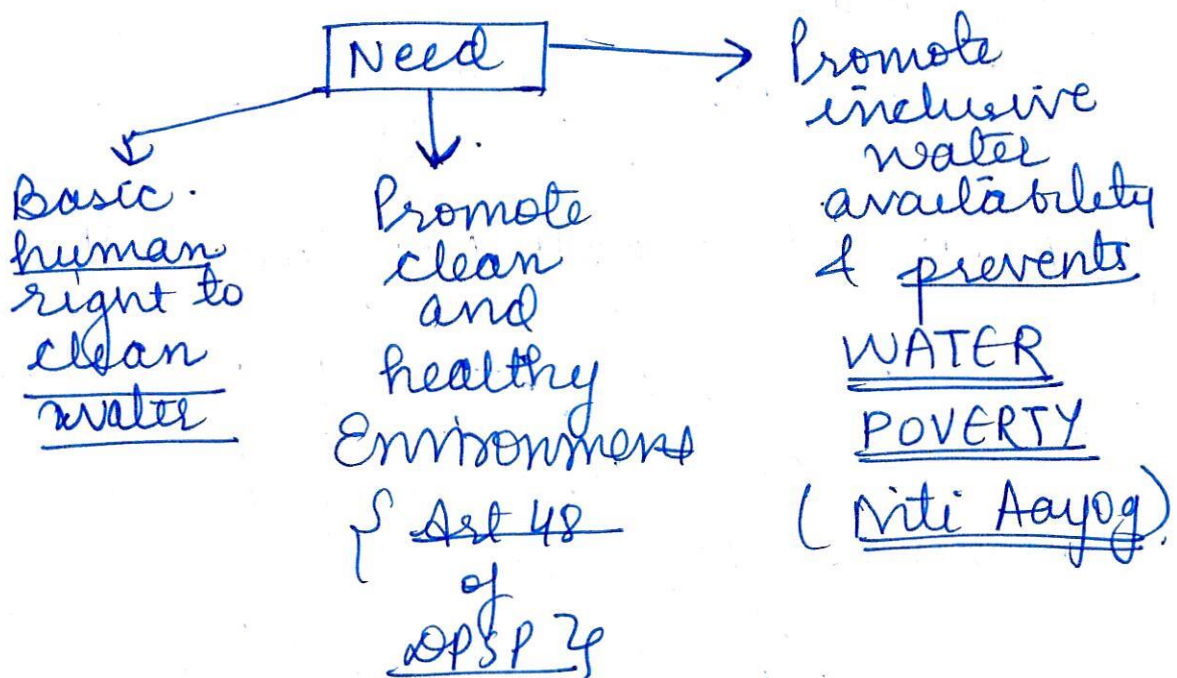 Need
Basic.
human
right to
clean
water
Promote
clean
and
healthy
Environment
{ Art 48
of
DPSP }
Promote
inclusive
water
availability
& prevents
WATER
POVERTY
(Niti Aayog).